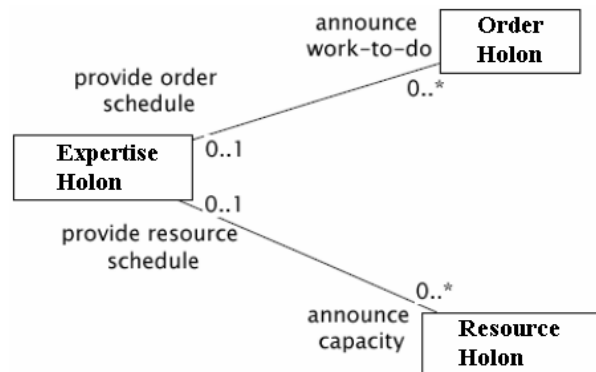 announce
work-to-do
Order
Holon
provide order
schedule
0..*
0..1
Expertise
Holon
0..1
provide resource
schedule
0..*
announce
capacity
Resource
Holon